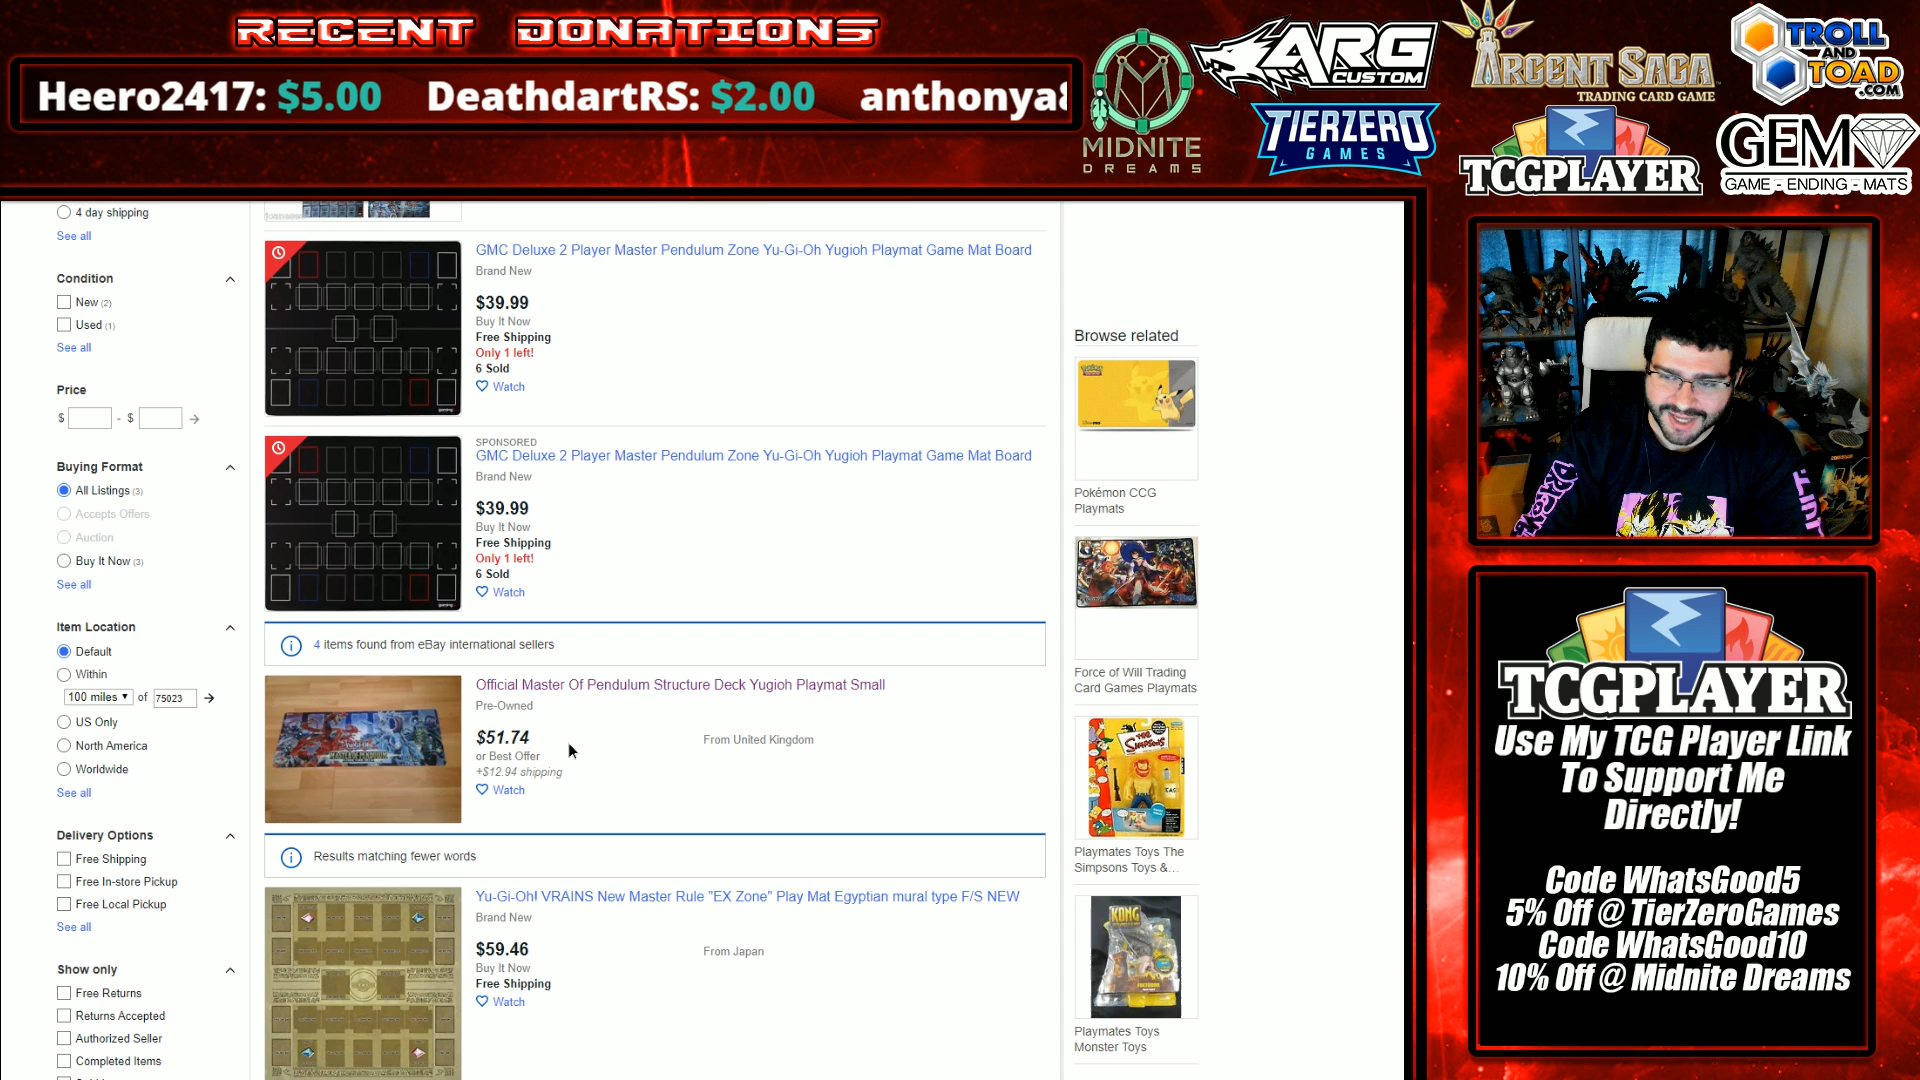 RECENT DONATIONS
Heero2417: $5.00 DeathdartRS: $2.00 anthonya8
MIDNITE
DREAMS
ARG
CUSTOM
TIERZERO
GAMES
ARGENT SAGA
TRADING CARD GAME
TROLL
AND
TOAD
.COM
TCGPLAYER
GEM
GAME - ENDING - MATS
4 day shipping
See all
Condition
New (2)
Used (1)
See all
Price
$ - $
Buying Format
All Listings (3)
Accepts Offers
Auction
Buy It Now (3)
See all
Item Location
Default
Within
100 miles of 75023
US Only
North America
Worldwide
See all
Delivery Options
Free Shipping
Free In-store Pickup
Free Local Pickup
See all
Show only
Free Returns
Returns Accepted
Authorized Seller
Completed Items
GMC Deluxe 2 Player Master Pendulum Zone Yu-Gi-Oh Yugioh Playmat Game Mat Board
Brand New
$39.99
Buy It Now
Free Shipping
Only 1 left!
6 Sold
Watch
SPONSORED
GMC Deluxe 2 Player Master Pendulum Zone Yu-Gi-Oh Yugioh Playmat Game Mat Board
Brand New
$39.99
Buy It Now
Free Shipping
Only 1 left!
6 Sold
Watch
4 items found from eBay international sellers
Official Master Of Pendulum Structure Deck Yugioh Playmat Small
Pre-Owned
$51.74
From United Kingdom
or Best Offer
+$12.94 shipping
Watch
Results matching fewer words
Yu-Gi-Oh! VRAINS New Master Rule "EX Zone" Play Mat Egyptian mural type F/S NEW
Brand New
$59.46
From Japan
Buy It Now
Free Shipping
Watch
Browse related
Pokémon CCG
Playmats
Force of Will Trading
Card Games Playmats
THE
SIMPSONS
Playmates Toys The
Simpsons Toys &...
KONG
Playmates Toys
Monster Toys
TCGPLAYER
Use My TCG Player Link
To Support Me
Directly!
Code WhatsGood5
5% Off @ TierZeroGames
Code WhatsGood10
10% Off @ Midnite Dreams